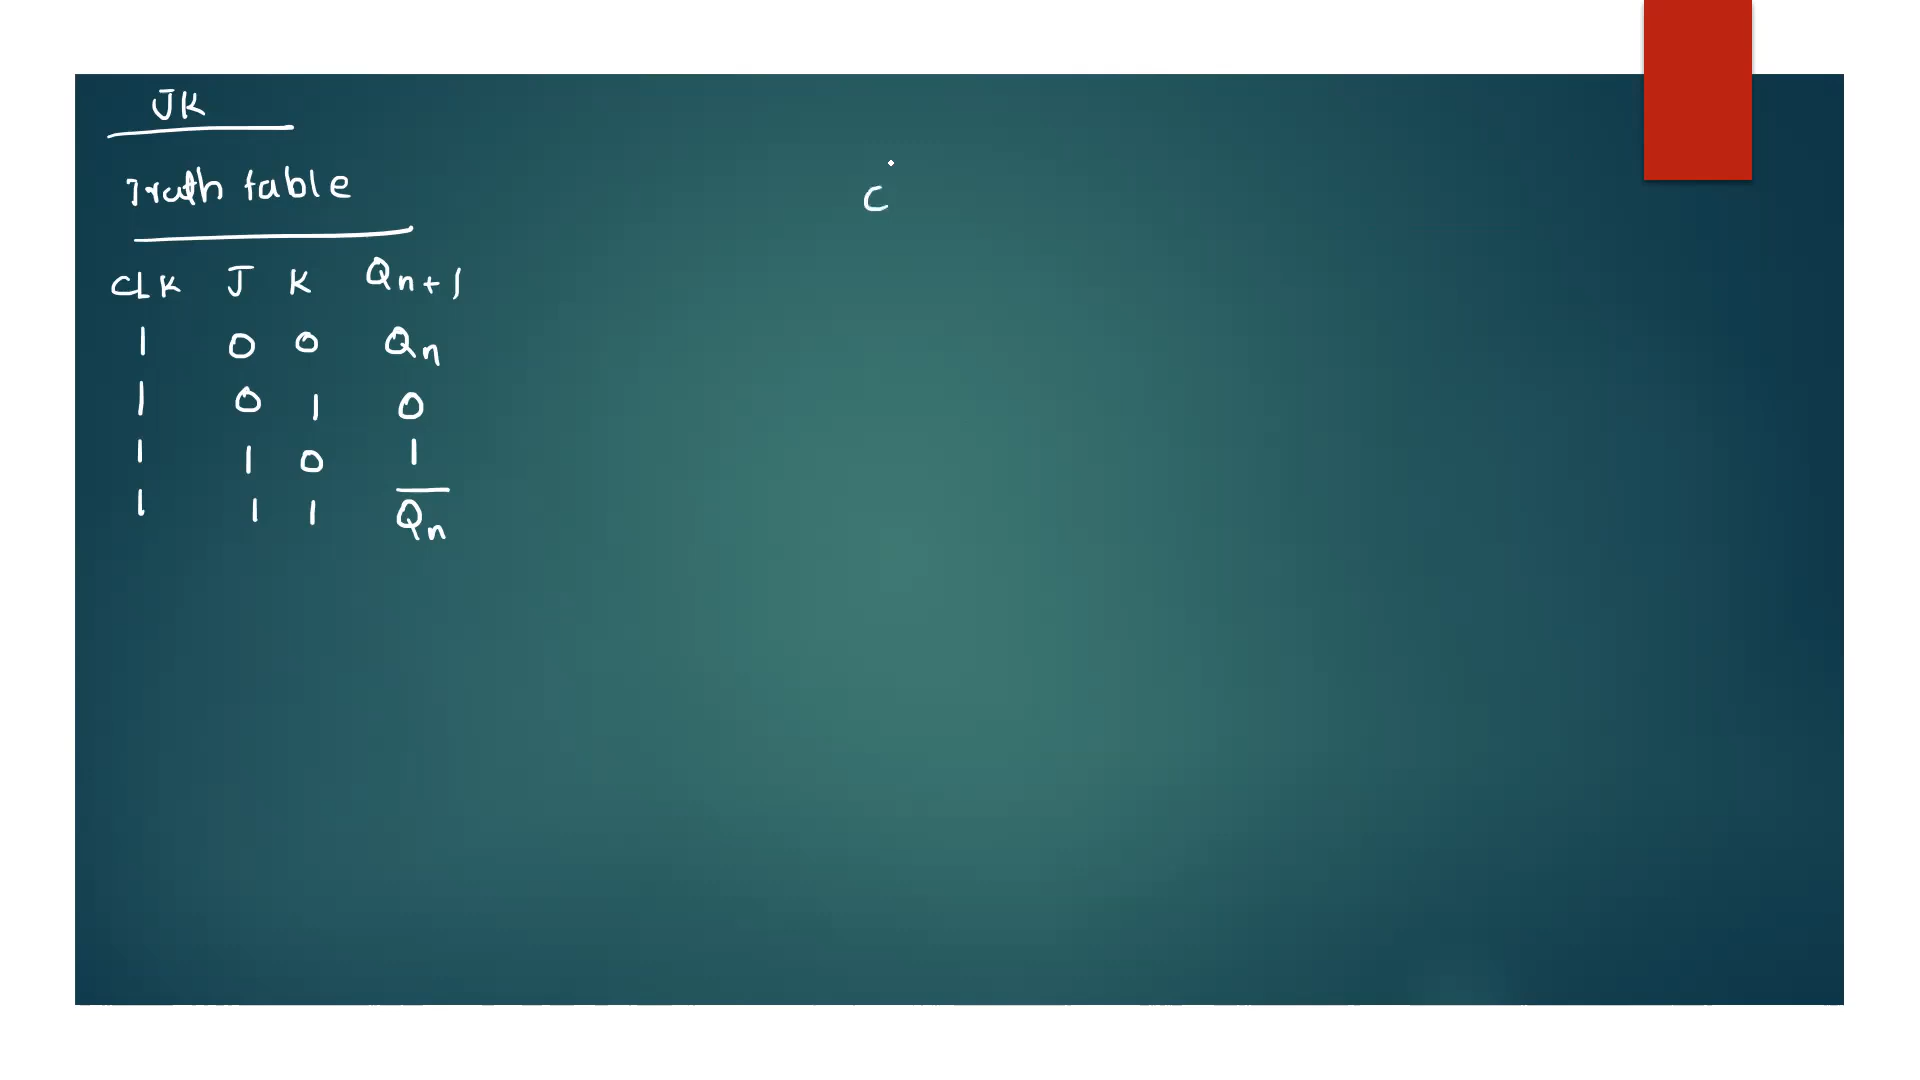 JK
Truth table
CLK J K Qn+1
1 0 0 Qn
1 0 1 0
1 1 0 1
1 1 1 Q̅n
C